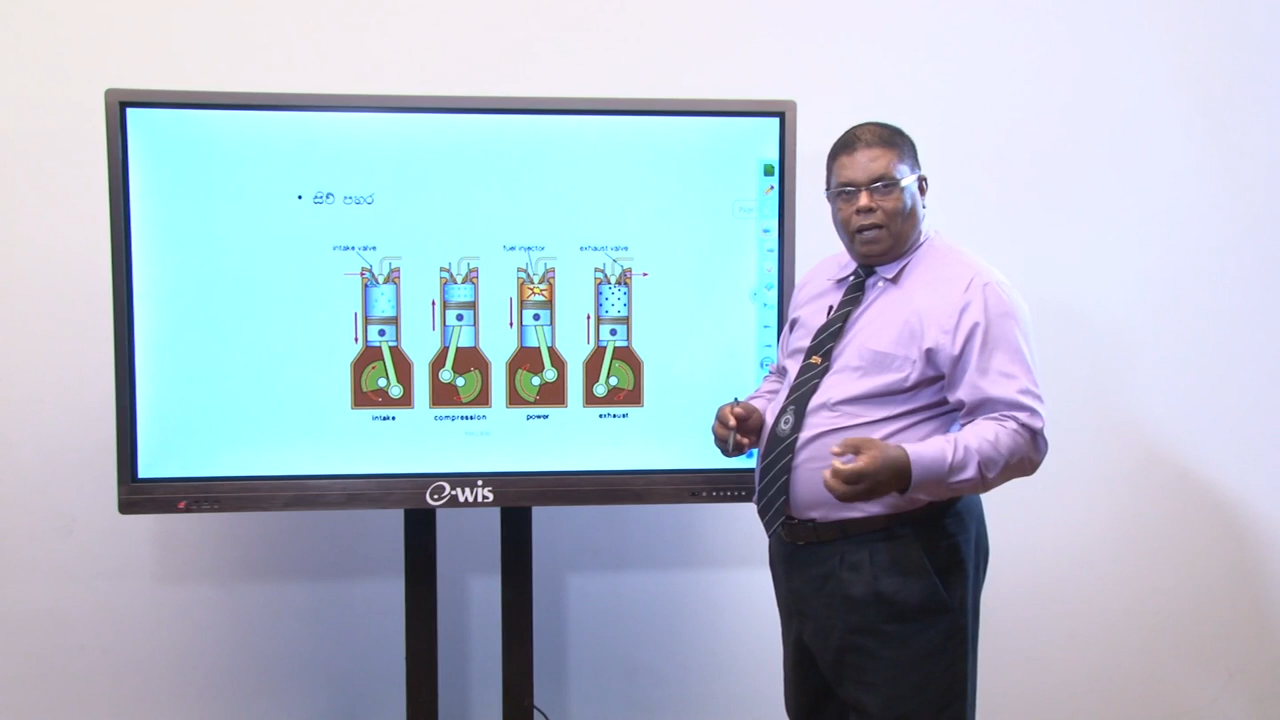 • සිව් පහර
intake valve fuel injector exhaust valve
intake compression power exhaust
e-wis